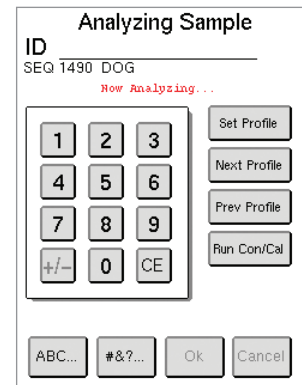 Analyzing Sample
ID
SEQ 1490 DOG
Now Analyzing...
1 2 3
Set Profile
4 5 6
Next Profile
7 8 9
Prev Profile
+/- 0 CE
Run Con/Cal
ABC... #&?... Ok Cancel